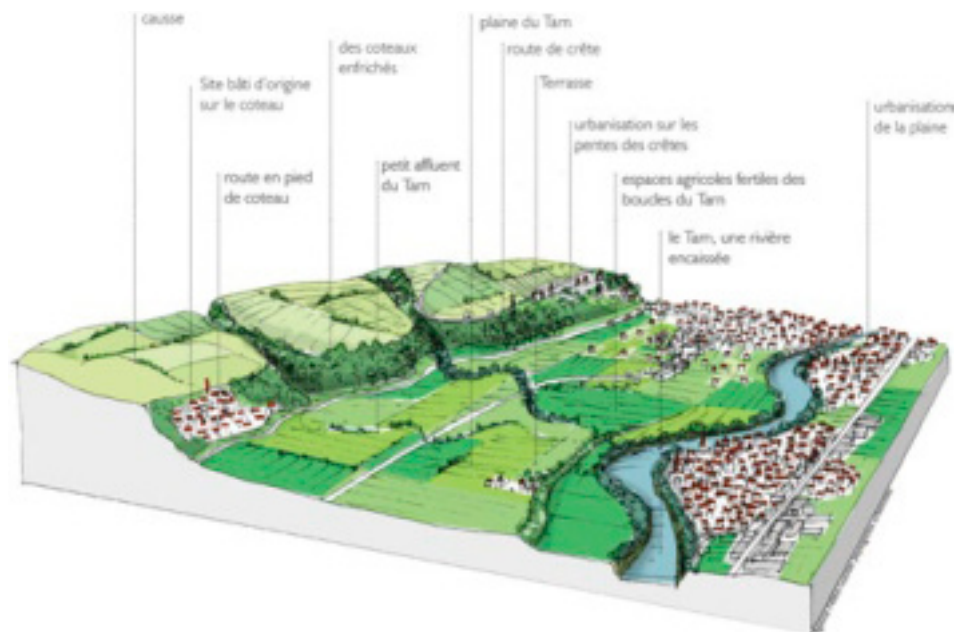 causse
plaine du Tarn
des coteaux
enfrichés
route de crête
Site bâti d'origine
sur le coteau
Terrasse
urbanisation
de la plaine
urbanisation sur les
pentes des crêtes
petit affluent
du Tarn
route en pied
de coteau
espaces agricoles fertiles des
boucles du Tarn
le Tarn, une rivière
encaissée